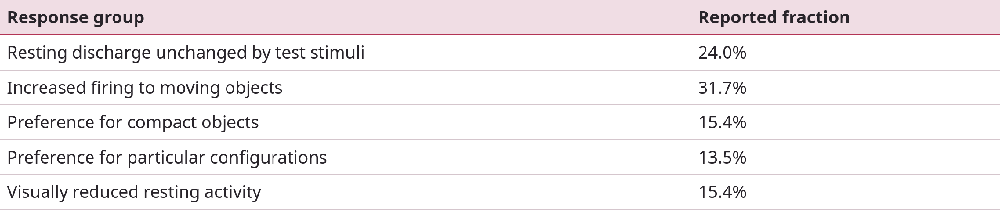 Response group Reported fraction
Resting discharge unchanged by test stimuli 24.0%
Increased firing to moving objects 31.7%
Preference for compact objects 15.4%
Preference for particular configurations 13.5%
Visually reduced resting activity 15.4%